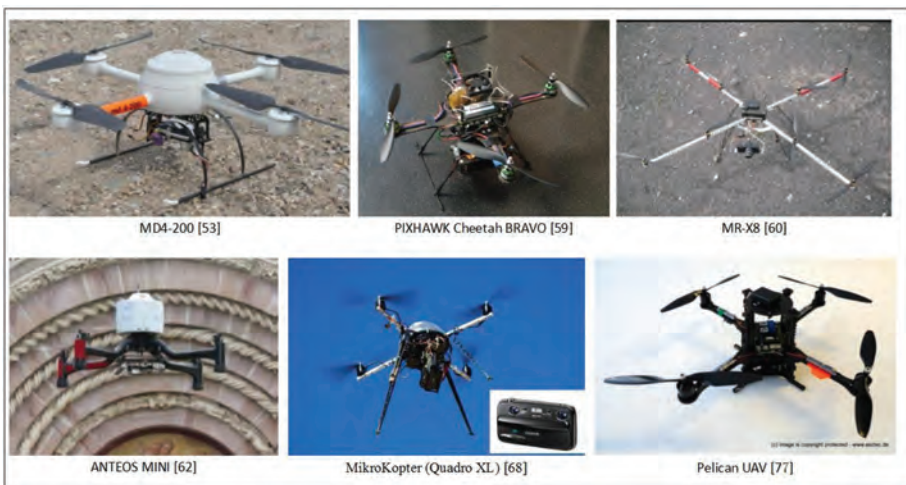 MD4-200 [53]
PIXHAWK Cheetah BRAVO [59]
MR-X8 [60]
(c) Image is copyright protected - www.asctec.de
ANTEOS MINI [62]
MikroKopter (Quadro XL) [68]
Pelican UAV [77]